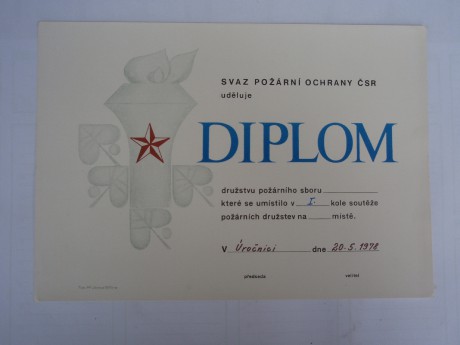 SVAZ POŽÁRNÍ OCHRANY ČSR
uděluje
DIPLOM
družstvu požárního sboru
které se umístilo v I. kole soutěže
požárních družstev na místě.
V Úročnici dne 20.5.1978
předseda velitel